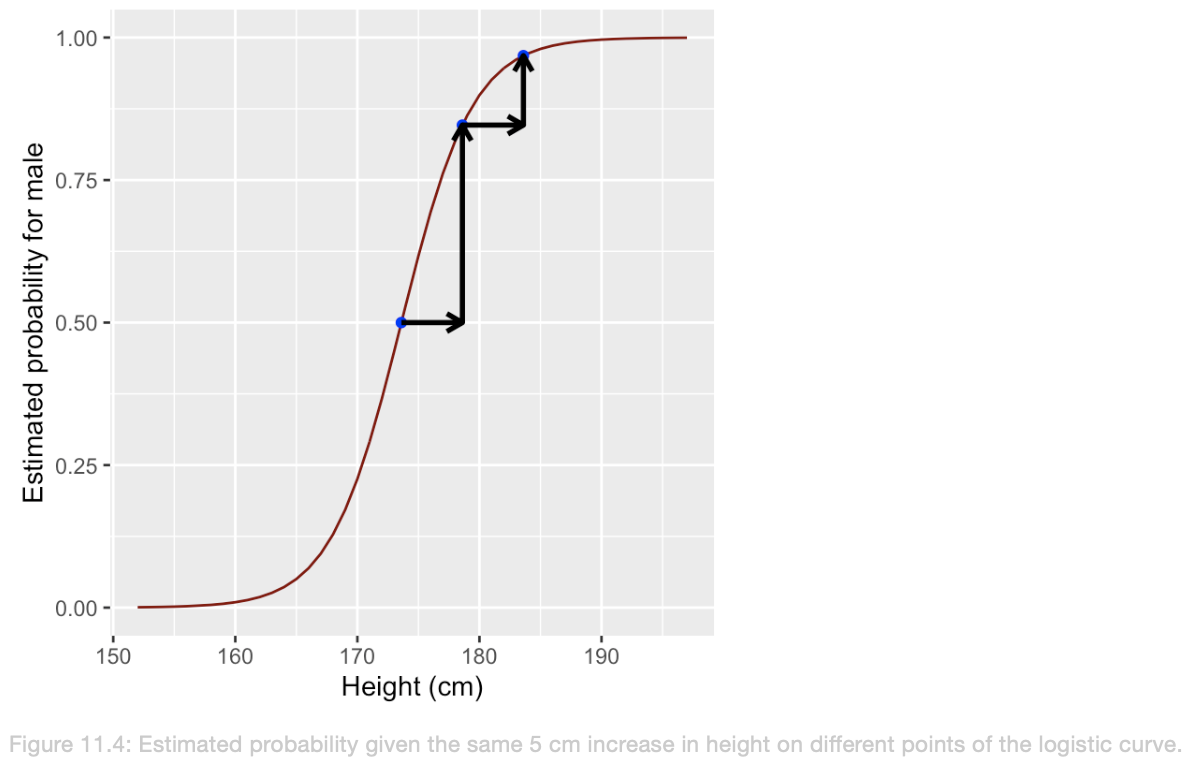 1.00
0.75
0.50
0.25
0.00
Estimated probability for male
150 160 170 180 190
Height (cm)
Figure 11.4: Estimated probability given the same 5 cm increase in height on different points of the logistic curve.